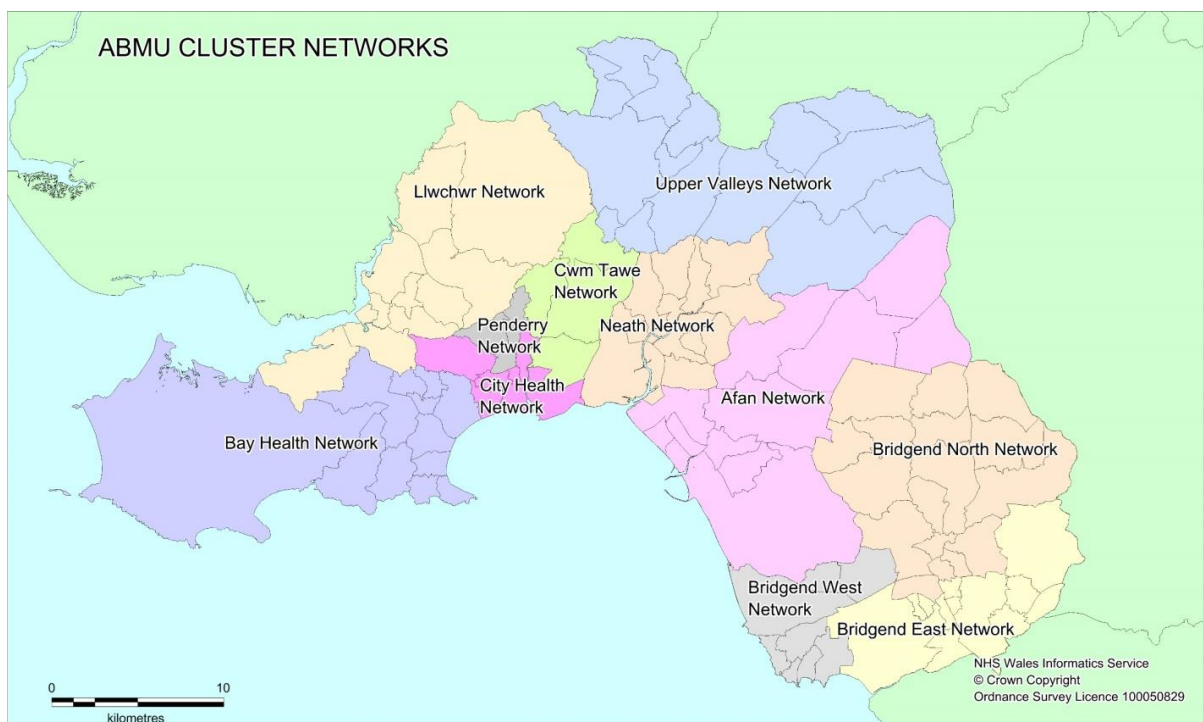 ABMU CLUSTER NETWORKS
Llwchwr Network
Upper Valleys Network
Cwm Tawe
Network
Penderry
Network
Neath Network
City Health
Network
Afan Network
Bay Health Network
Bridgend North Network
Bridgend West
Network
Bridgend East Network
NHS Wales Informatics Service
© Crown Copyright
Ordnance Survey Licence 100050829
0 10
kilometres